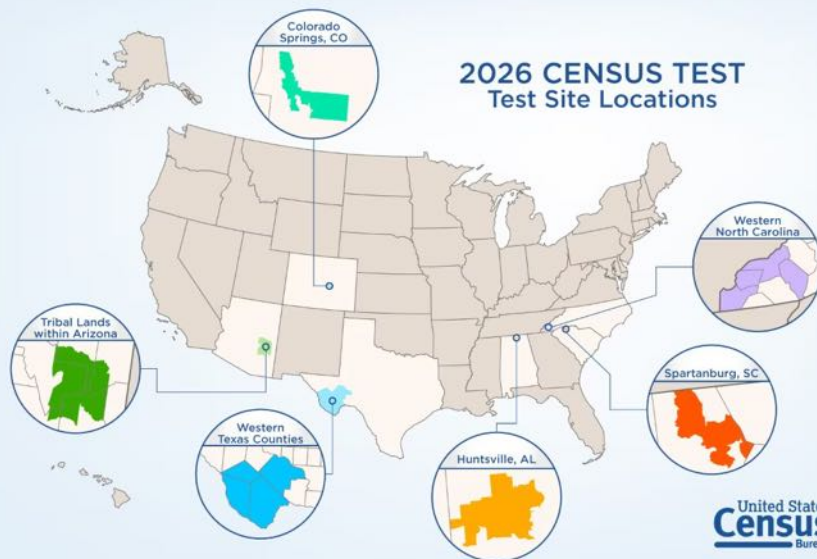 Colorado
Springs, CO
2026 CENSUS TEST
Test Site Locations
Western
North Carolina
Tribal Lands
within Arizona
Spartanburg, SC
Western
Texas Counties
Huntsville, AL
United State
Census
Bure